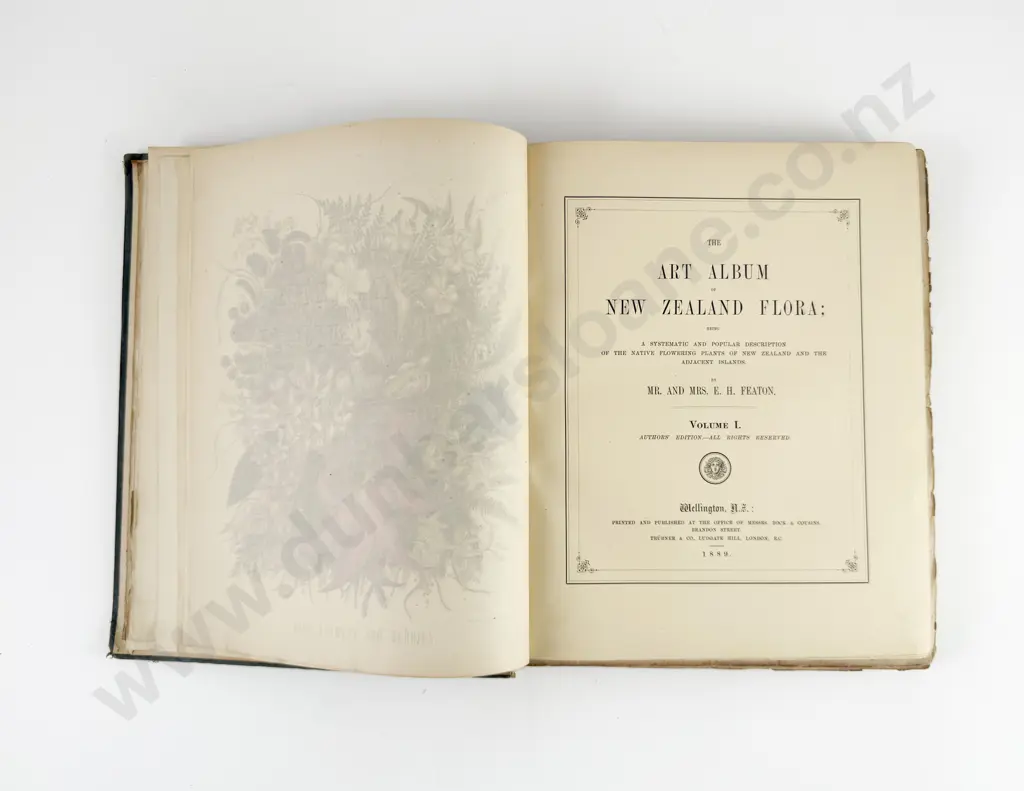 THE
ART ALBUM
OF
NEW ZEALAND FLORA;
BEING
A SYSTEMATIC AND POPULAR DESCRIPTION
OF THE NATIVE FLOWERING PLANTS OF NEW ZEALAND AND THE
ADJACENT ISLANDS.
BY
MR. AND MRS. E. H. FEATON.
VOLUME I.
AUTHORS' EDITION.—ALL RIGHTS RESERVED.
Wellington, N.Z.:
PRINTED AND PUBLISHED AT THE OFFICE OF MESSRS. BOCK & COUSINS,
BRANDON STREET.
TRÜBNER & CO., LUDGATE HILL, LONDON, E.C.
1889.
www.dunbarsloane.co.nz